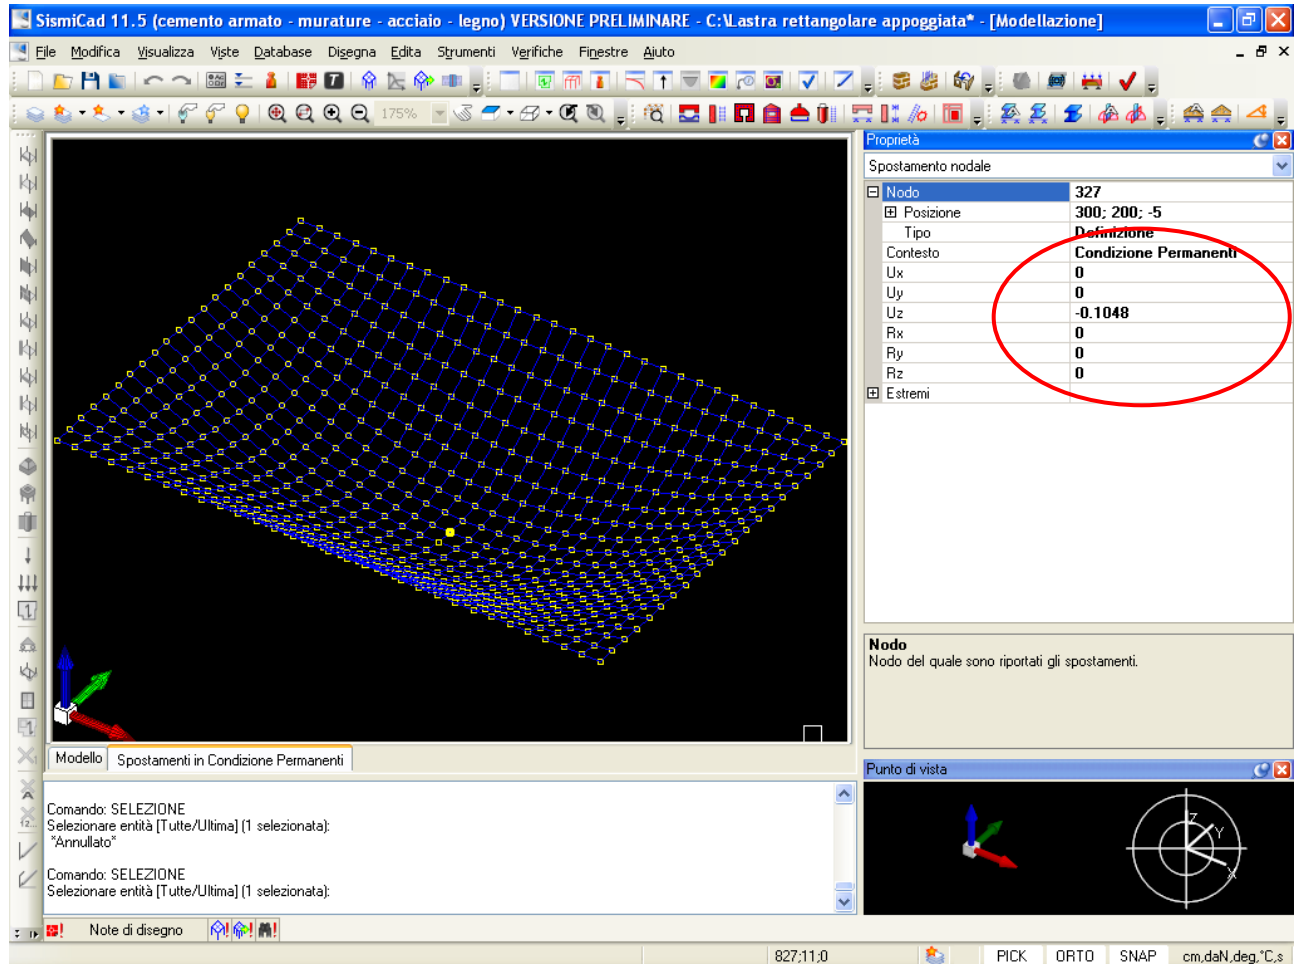 SismiCad 11.5 (cemento armato - murature - acciaio - legno) VERSIONE PRELIMINARE - C:\Lastra rettangolare appoggiata* - [Modellazione]
File Modifica Visualizza Viste Database Disegna Edita Strumenti Verifiche Finestre Aiuto
175%
Proprietà
Spostamento nodale
Nodo 327
Posizione 300; 200; -5
Tipo Definizione
Contesto Condizione Permanenti
Ux 0
Uy 0
Uz -0.1048
Rx 0
Ry 0
Rz 0
Estremi
Nodo
Nodo del quale sono riportati gli spostamenti.
Modello Spostamenti in Condizione Permanenti
Punto di vista
Z
Y
X
Comando: SELEZIONE
Selezionare entità [Tutte/Ultima] (1 selezionata):
*Annullato*
Comando: SELEZIONE
Selezionare entità [Tutte/Ultima] (1 selezionata):
Note di disegno
827;11;0 PICK ORTO SNAP cm,daN,deg,°C,s